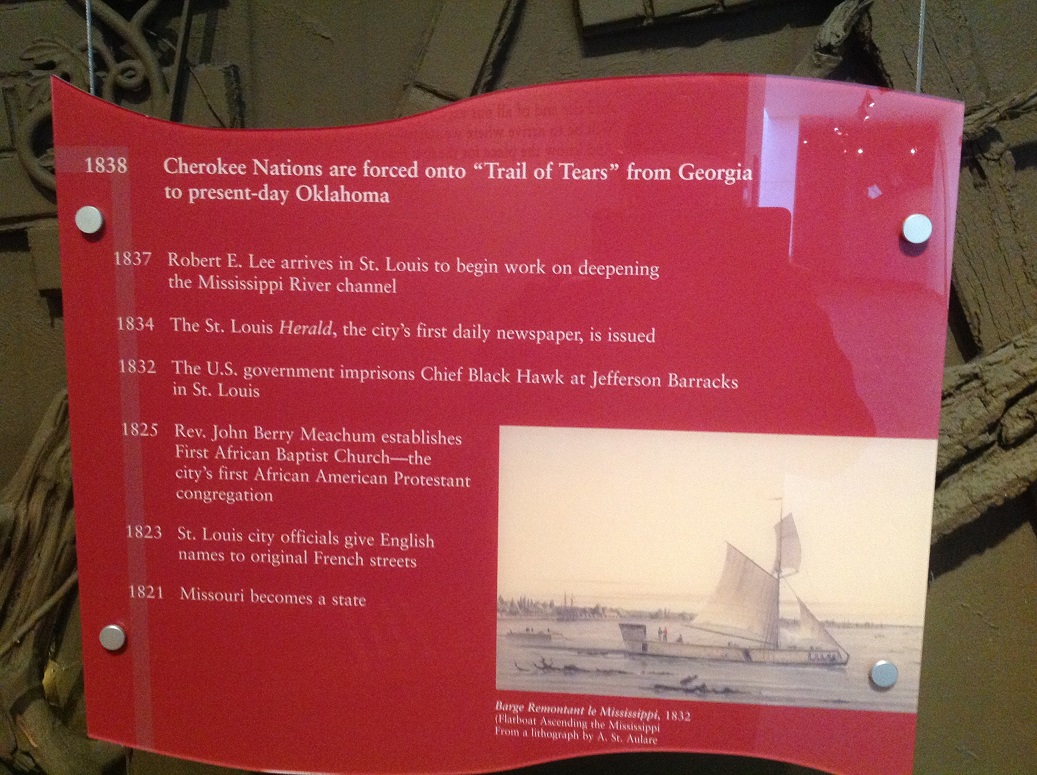 1838 Cherokee Nations are forced onto “Trail of Tears” from Georgia
to present-day Oklahoma
1837 Robert E. Lee arrives in St. Louis to begin work on deepening
the Mississippi River channel
1834 The St. Louis Herald, the city’s first daily newspaper, is issued
1832 The U.S. government imprisons Chief Black Hawk at Jefferson Barracks
in St. Louis
1825 Rev. John Berry Meachum establishes
First African Baptist Church—the
city’s first African American Protestant
congregation
1823 St. Louis city officials give English
names to original French streets
1821 Missouri becomes a state
Barge Remontant le Mississippi, 1832
(Flatboat Ascending the Mississippi
From a lithograph by A. St. Aulare